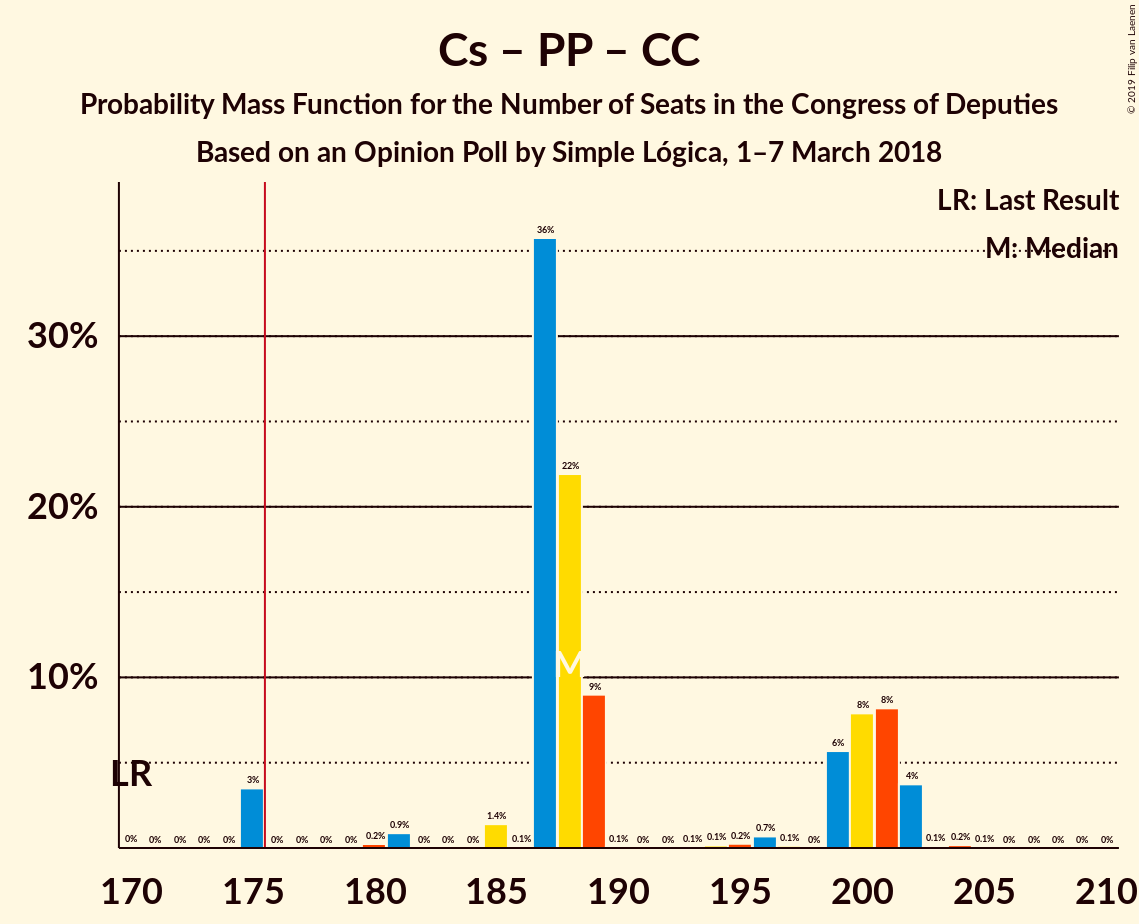 Cs – PP – CC
Probability Mass Function for the Number of Seats in the Congress of Deputies
Based on an Opinion Poll by Simple Lógica, 1–7 March 2018
© 2019 Filip van Laenen
LR: Last Result
M: Median
30%
20%
10%
LR
M
0% 0% 0% 0% 0% 3% 0% 0% 0% 0% 0.2% 0.9% 0% 0% 0% 1.4% 0.1% 36% 22% 9% 0.1% 0% 0% 0.1% 0.1% 0.2% 0.7% 0.1% 0% 6% 8% 8% 4% 0.1% 0.2% 0.1% 0% 0% 0% 0% 0%
170 175 180 185 190 195 200 205 210